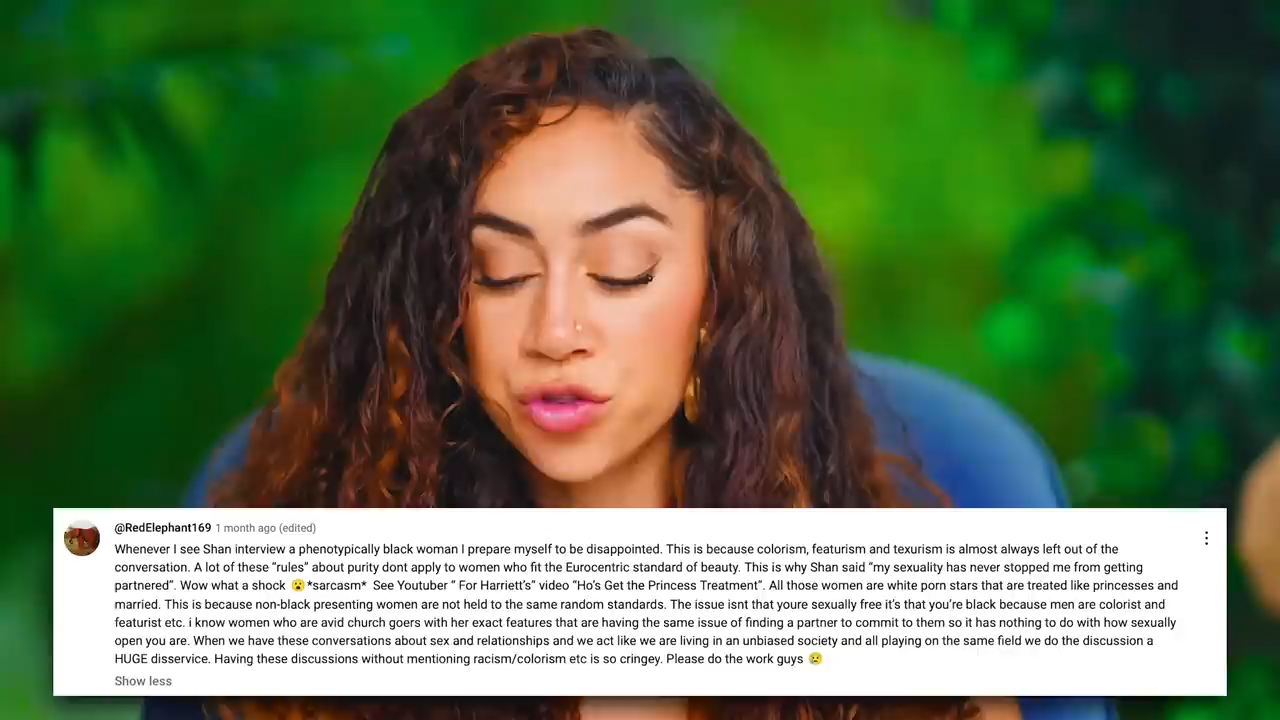 @RedElephant169 1 month ago (edited)
Whenever I see Shan interview a phenotypically black woman I prepare myself to be disappointed. This is because colorism, featurism and texurism is almost always left out of the
conversation. A lot of these “rules” about purity dont apply to women who fit the Eurocentric standard of beauty. This is why Shan said “my sexuality has never stopped me from getting
partnered”. Wow what a shock 😮*sarcasm* See Youtuber “ For Harriett’s” video “Ho’s Get the Princess Treatment”. All those women are white porn stars that are treated like princesses and
married. This is because non-black presenting women are not held to the same random standards. The issue isnt that youre sexually free it’s that you’re black because men are colorist and
featurist etc. i know women who are avid church goers with her exact features that are having the same issue of finding a partner to commit to them so it has nothing to do with how sexually
open you are. When we have these conversations about sex and relationships and we act like we are living in an unbiased society and all playing on the same field we do the discussion a
HUGE disservice. Having these discussions without mentioning racism/colorism etc is so cringey. Please do the work guys 😢
Show less